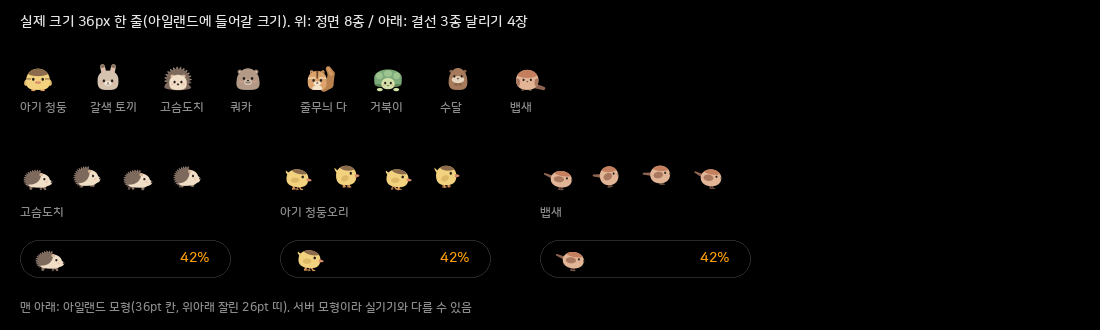 실제 크기 36px 한 줄(아일랜드에 들어갈 크기). 위: 정면 8종 / 아래: 결선 3종 달리기 4장
아기 청둥 갈색 토끼 고슴도치 쿼카 줄무늬 다 거북이 수달 뱁새
고슴도치 아기 청둥오리 뱁새
42% 42% 42%
맨 아래: 아일랜드 모형(36pt 칸, 위아래 잘린 26pt 띠). 서버 모형이라 실기기와 다를 수 있음